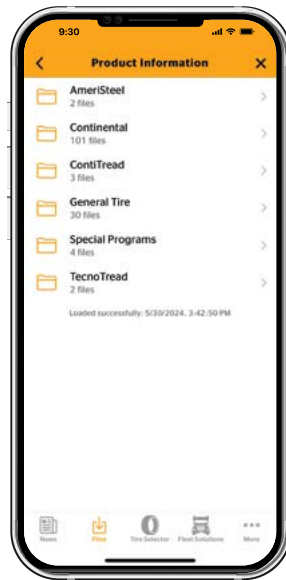 9:30
Product Information
AmeriSteel
2 files
Continental
101 files
ContiTread
3 files
General Tire
30 files
Special Programs
4 files
TecnoTread
2 files
Loaded successfully: 5/30/2024, 3:42:50 PM
News
Files
Tire Selector
Fleet Solutions
More